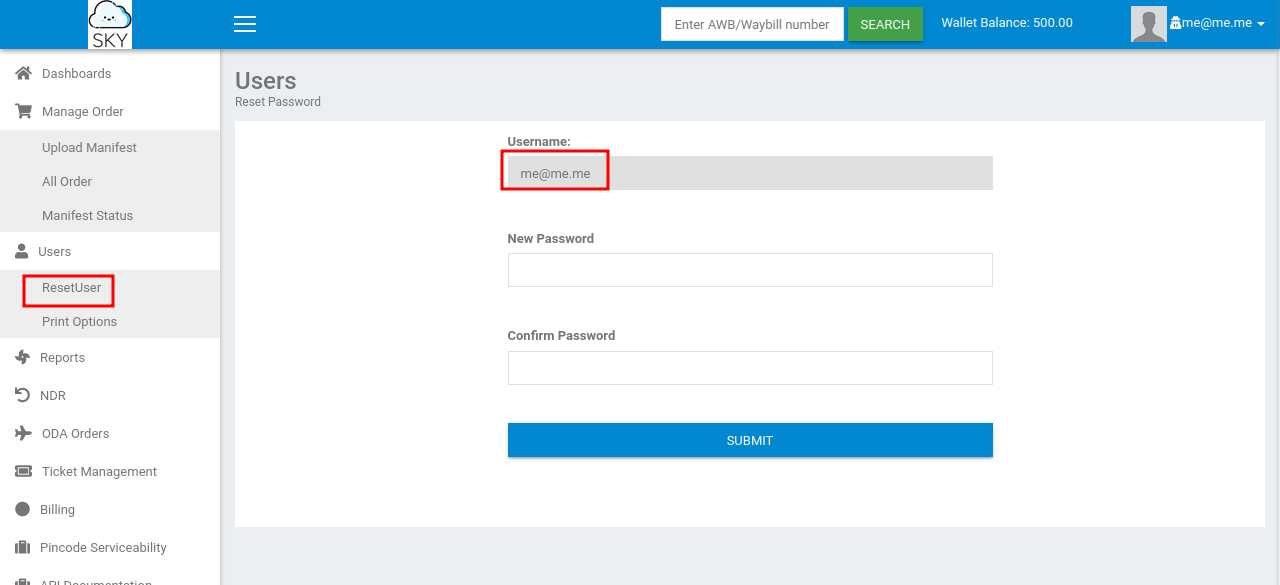 SKY
Enter AWB/Waybill number
SEARCH
Wallet Balance: 500.00
me@me.me
Dashboards
Manage Order
Upload Manifest
All Order
Manifest Status
Users
ResetUser
Print Options
Reports
NDR
ODA Orders
Ticket Management
Billing
Pincode Serviceability
API Documentation
Users
Reset Password
Username:
me@me.me
New Password
Confirm Password
SUBMIT